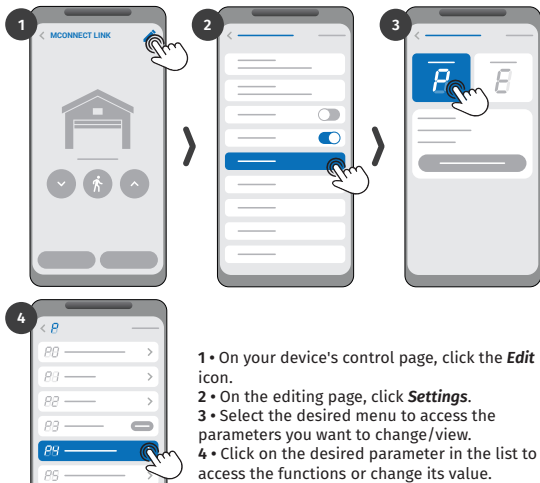 1
MCONNECT LINK
2
3
P
E
4
P
P0
P1
P2
P3
P4
P5
1 • On your device's control page, click the Edit
icon.
2 • On the editing page, click Settings.
3 • Select the desired menu to access the
parameters you want to change/view.
4 • Click on the desired parameter in the list to
access the functions or change its value.